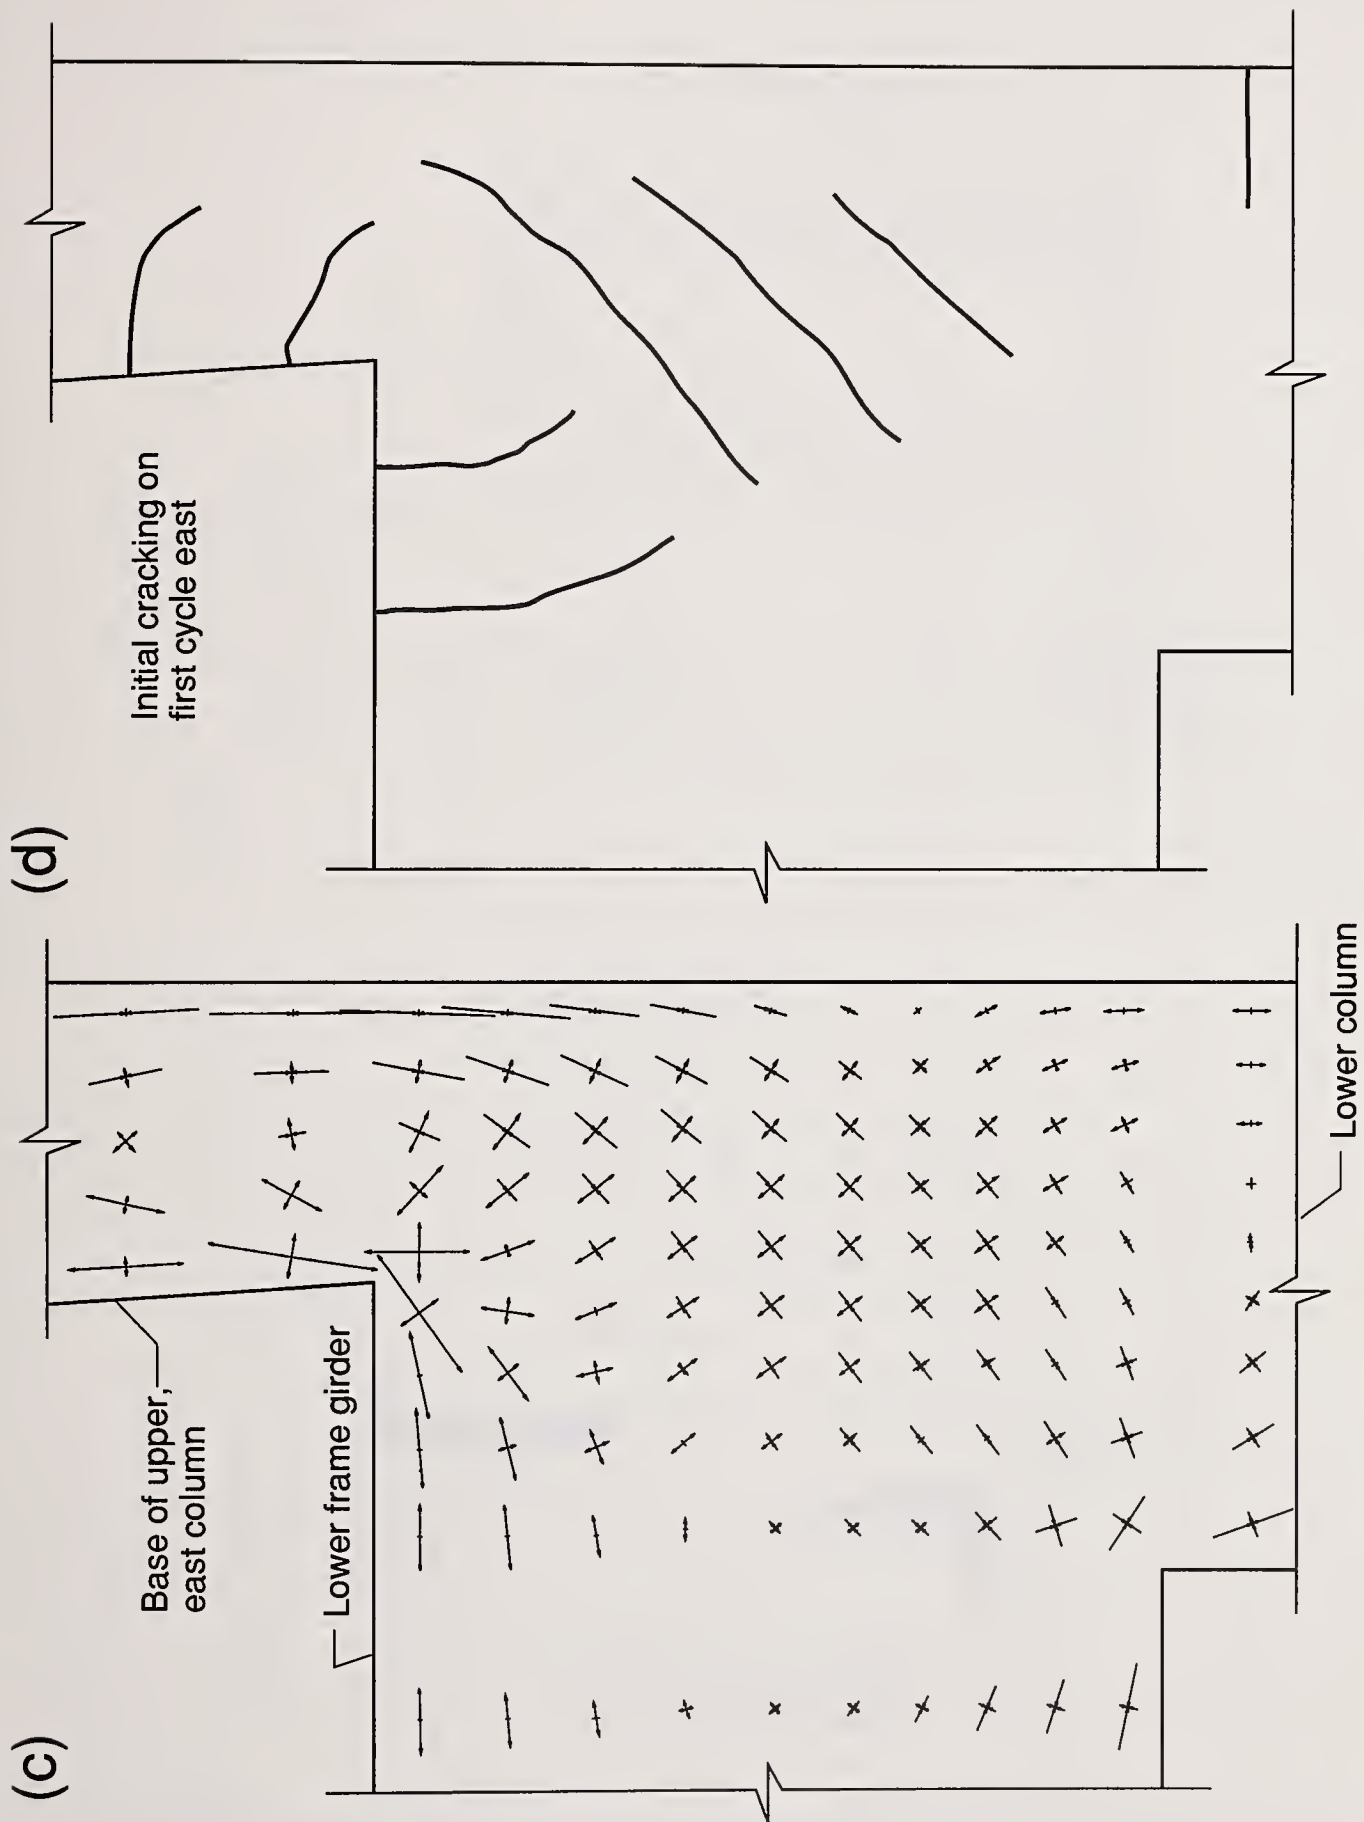 (c)
Base of upper,
east column
Lower frame girder
Lower column
(d)
Initial cracking on
first cycle east